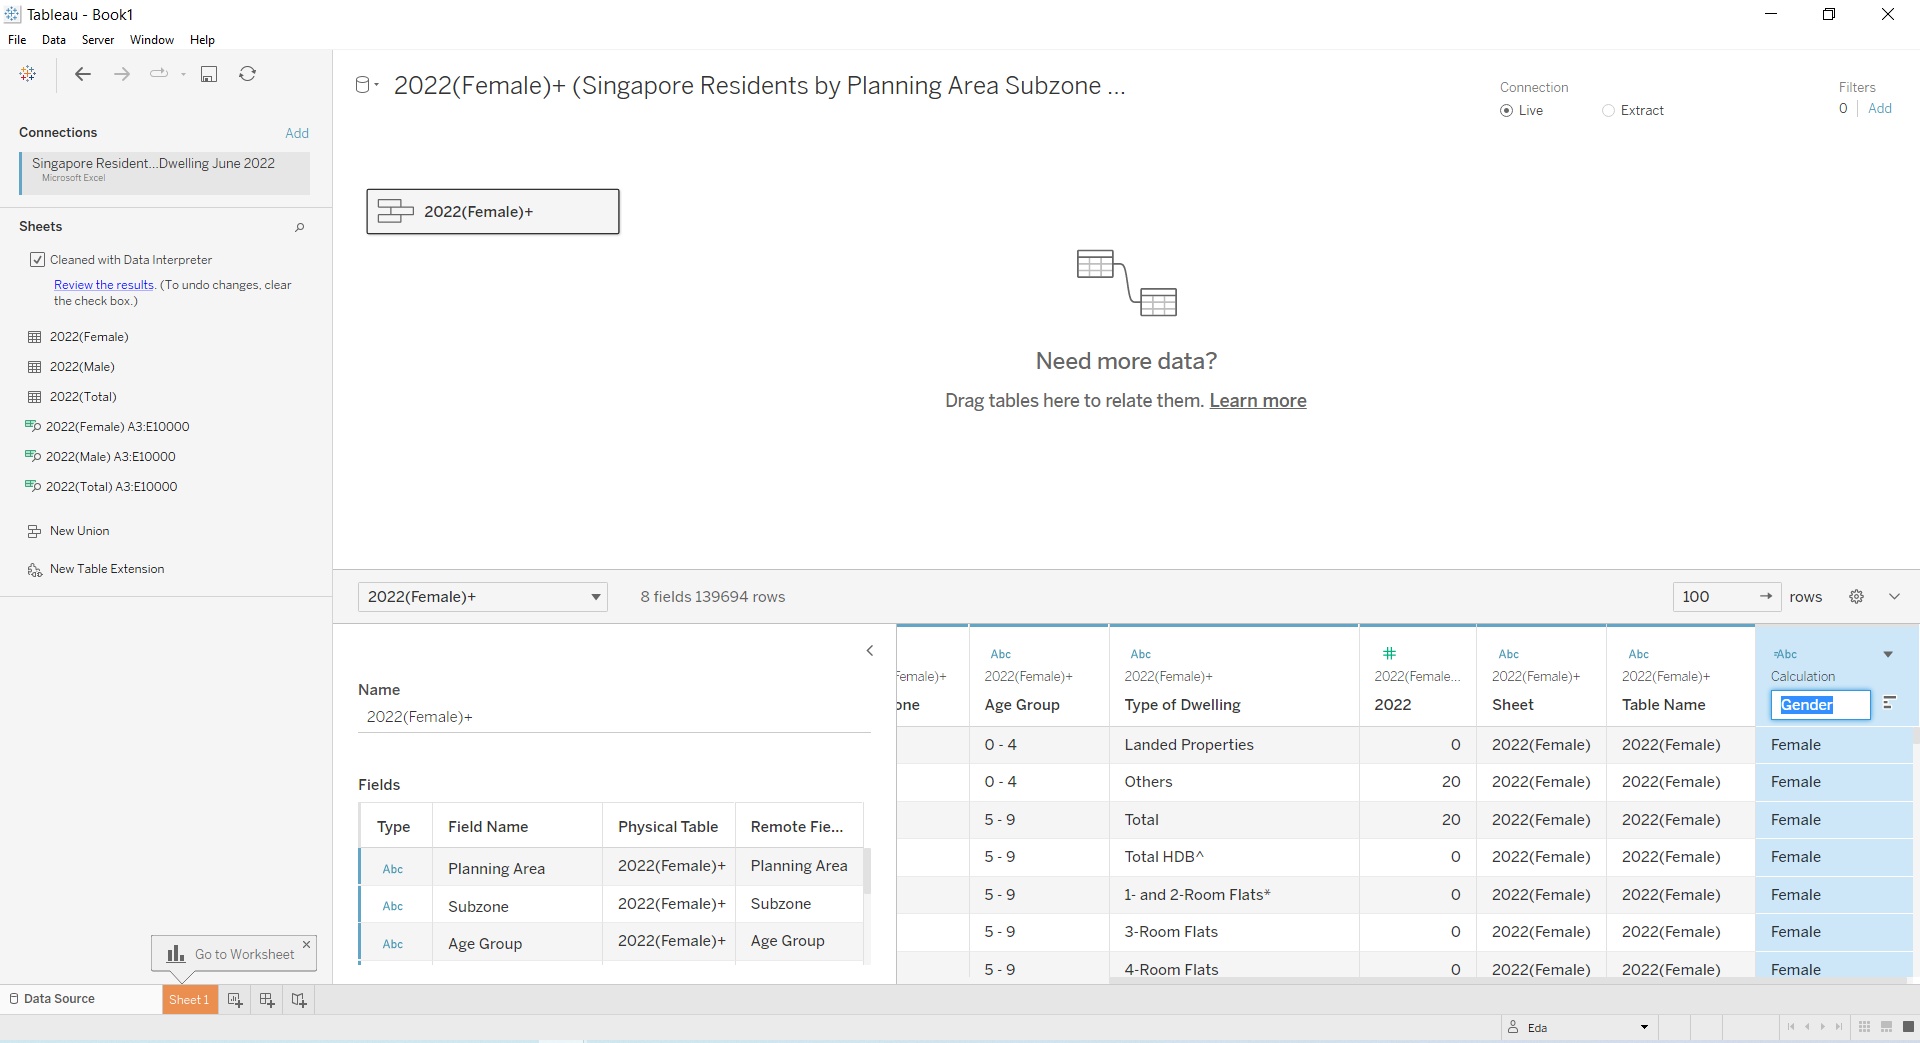 Tableau - Book1
File Data Server Window Help
2022(Female)+ (Singapore Residents by Planning Area Subzone ...
Connection
Live
Extract
Filters
0 Add
Connections Add
Singapore Resident...Dwelling June 2022
Microsoft Excel
Sheets
Cleaned with Data Interpreter
Review the results. (To undo changes, clear
the check box.)
2022(Female)
2022(Male)
2022(Total)
2022(Female) A3:E10000
2022(Male) A3:E10000
2022(Total) A3:E10000
New Union
New Table Extension
2022(Female)+
Need more data?
Drag tables here to relate them. Learn more
2022(Female)+ 8 fields 139694 rows 100 rows
Name
2022(Female)+
Fields
Type Field Name Physical Table Remote Fie...
Abc Planning Area 2022(Female)+ Planning Area
Abc Subzone 2022(Female)+ Subzone
Abc Age Group 2022(Female)+ Age Group
Abc Abc Abc Abc =Abc
Female)+ 2022(Female)+ 2022(Female)+ 2022(Female... 2022(Female)+ 2022(Female)+ Calculation
one Age Group Type of Dwelling 2022 Sheet Table Name Gender
0 - 4 Landed Properties 0 2022(Female) 2022(Female) Female
0 - 4 Others 20 2022(Female) 2022(Female) Female
5 - 9 Total 20 2022(Female) 2022(Female) Female
5 - 9 Total HDB^ 0 2022(Female) 2022(Female) Female
5 - 9 1- and 2-Room Flats* 0 2022(Female) 2022(Female) Female
5 - 9 3-Room Flats 0 2022(Female) 2022(Female) Female
5 - 9 4-Room Flats 0 2022(Female) 2022(Female) Female
Go to Worksheet
Data Source Sheet 1
Eda